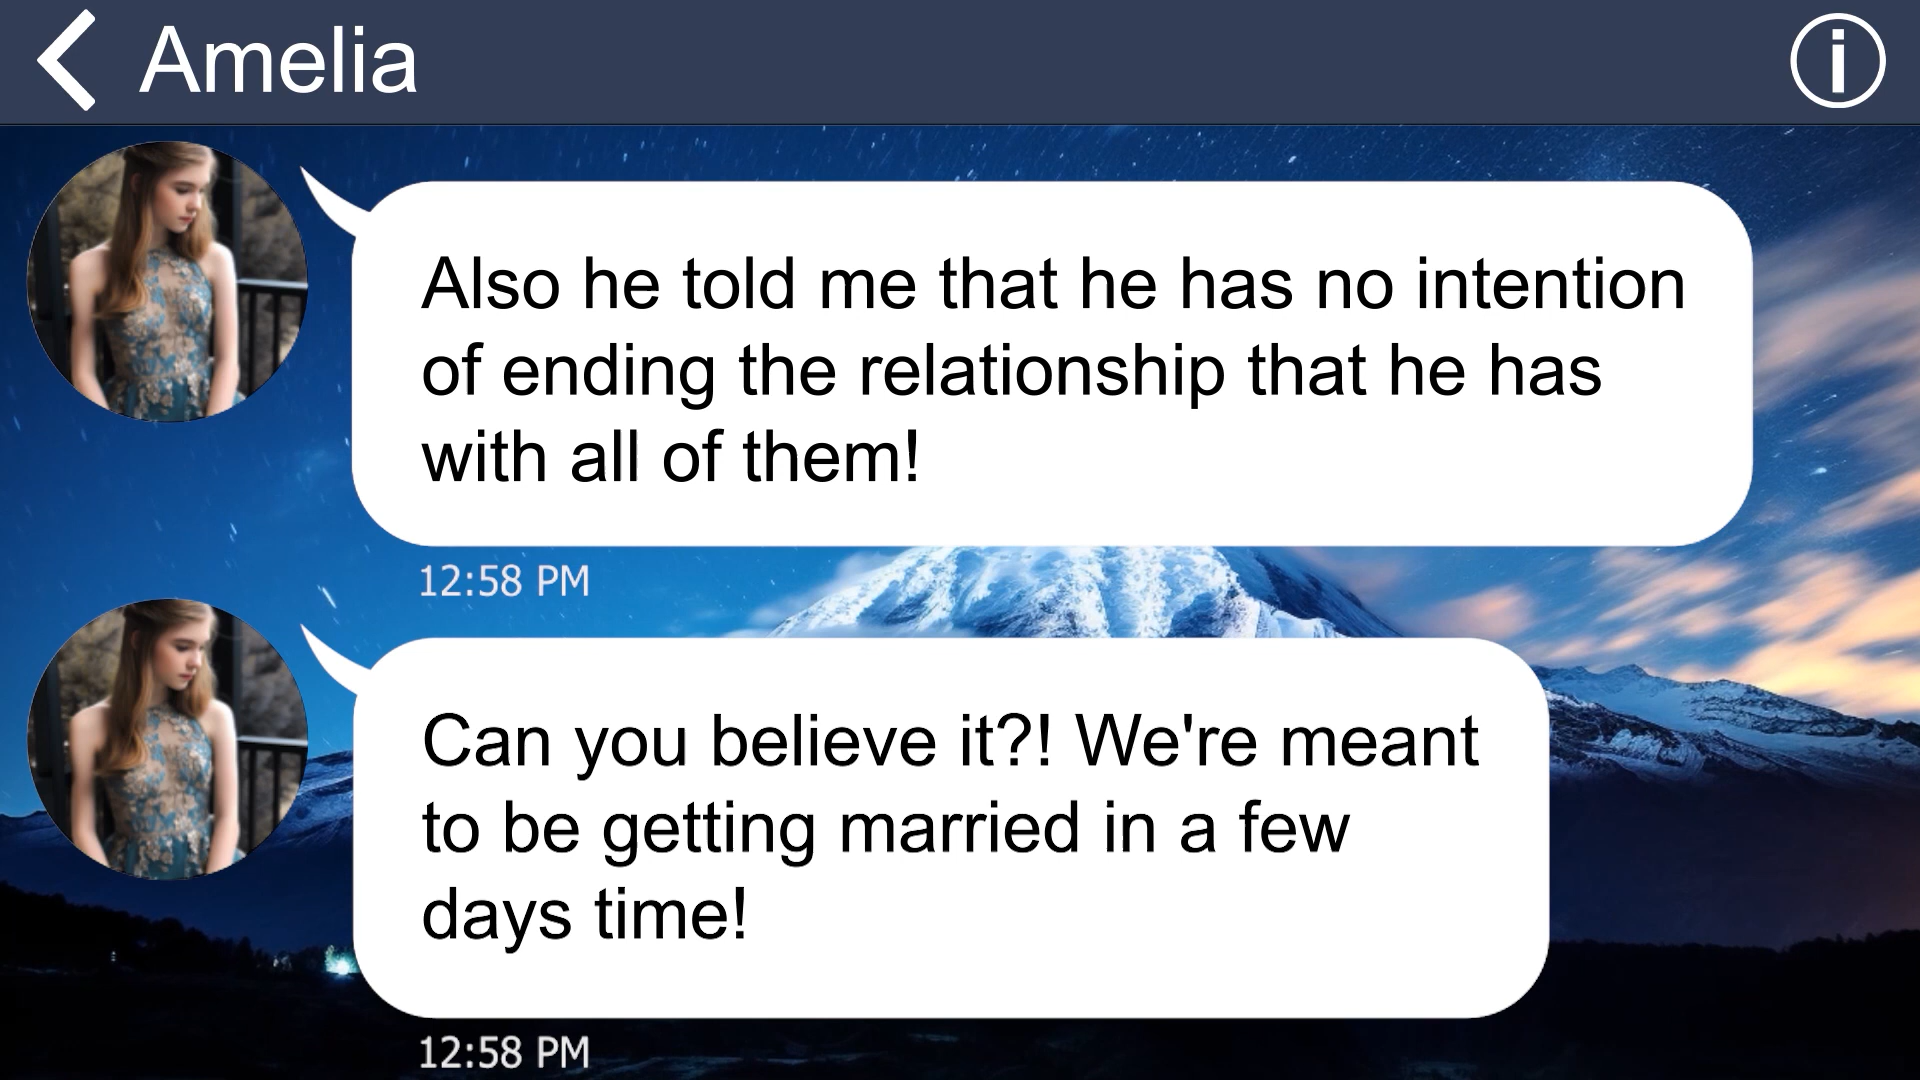 Amelia
Also he told me that he has no intention
of ending the relationship that he has
with all of them!
12:58 PM
Can you believe it?! We're meant
to be getting married in a few
days time!
12:58 PM